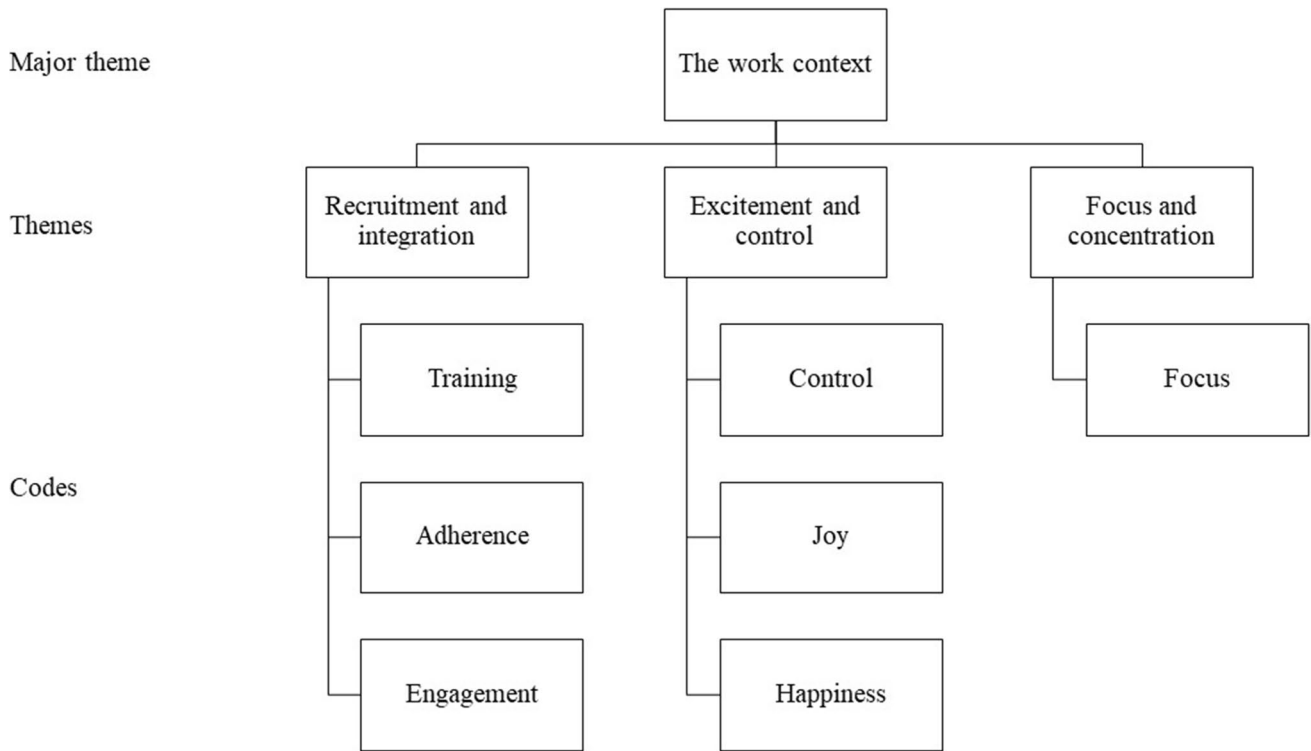 Major theme
The work context
Themes
Recruitment and
integration
Excitement and
control
Focus and
concentration
Codes
Training
Adherence
Engagement
Control
Joy
Happiness
Focus